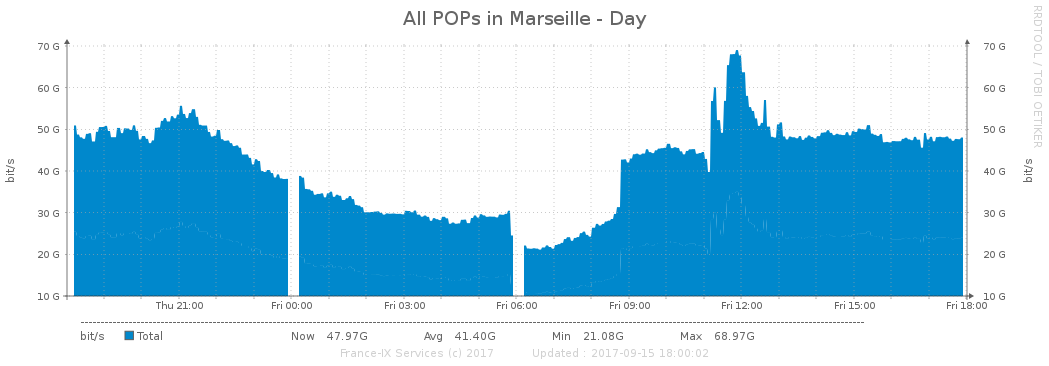 All POPs in Marseille - Day
RRDTOOL / TOBI OETIKER
bit/s
70 G
60 G
50 G
40 G
30 G
20 G
10 G
70 G
60 G
50 G
40 G
30 G
20 G
10 G
bit/s
Thu 21:00 Fri 00:00 Fri 03:00 Fri 06:00 Fri 09:00 Fri 12:00 Fri 15:00 Fri 18:00
bit/s Total Now 47.97G Avg 41.40G Min 21.08G Max 68.97G
France-IX Services (c) 2017 Updated : 2017-09-15 18:00:02